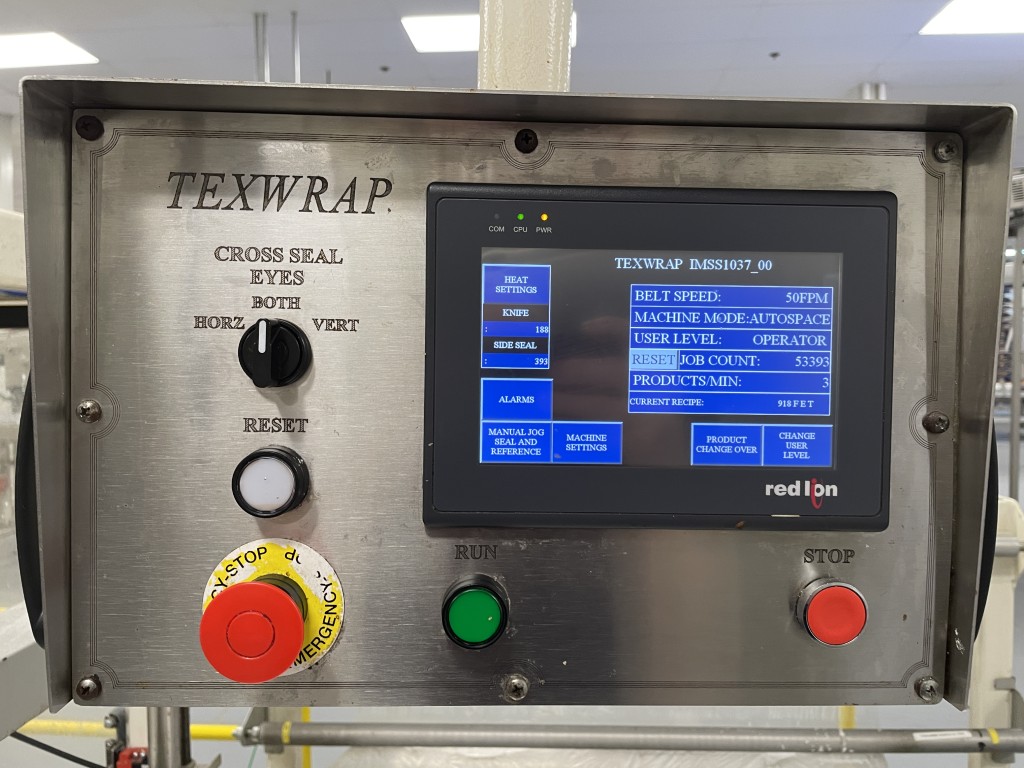 TEXWRAP
CROSS SEAL
EYES
BOTH
HORZ
VERT
RESET
CY-STOP
EMERGENCY-
RUN
STOP
COM CPU PWR
TEXWRAP IMSS1037_00
HEAT
SETTINGS
KNIFE
: 188
SIDE SEAL
: 393
ALARMS
MANUAL JOG
SEAL AND
REFERENCE
MACHINE
SETTINGS
BELT SPEED: 50FPM
MACHINE MODE:AUTOSPACE
USER LEVEL: OPERATOR
RESET JOB COUNT: 53393
PRODUCTS/MIN: 3
CURRENT RECIPE: 918FET
PRODUCT
CHANGE OVER
CHANGE
USER
LEVEL
red lion